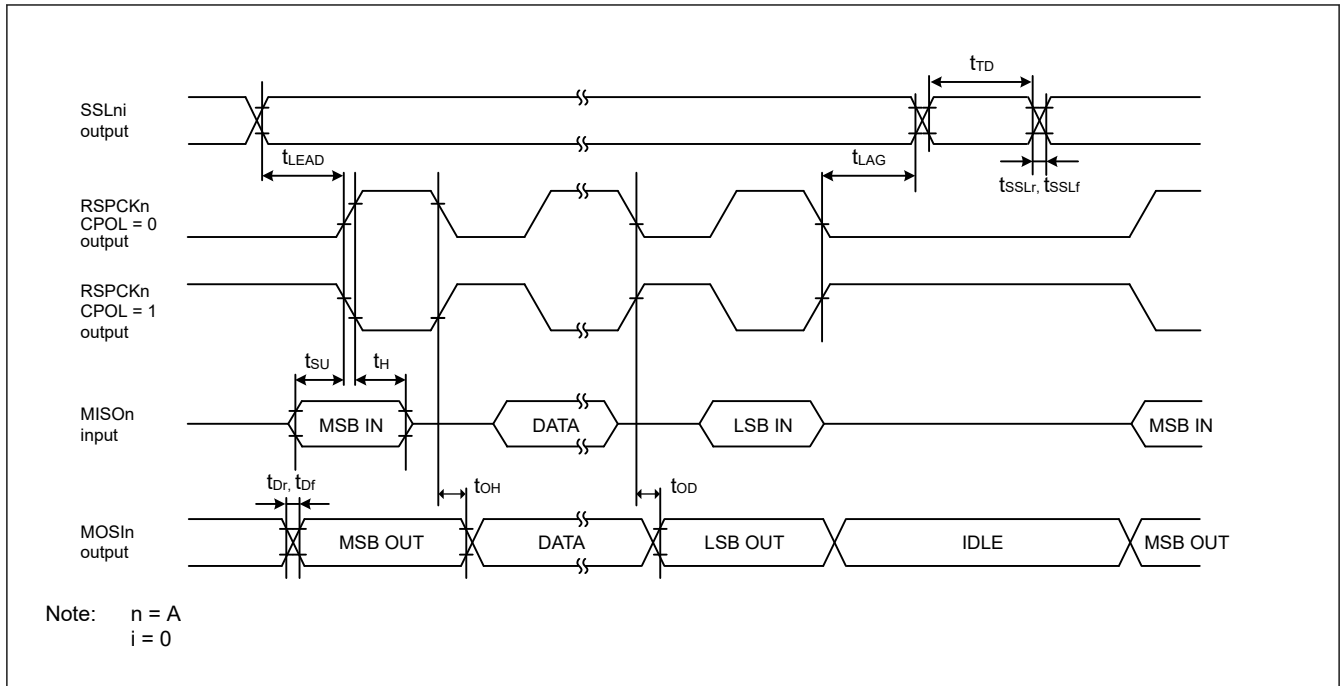 tTD
SSLni
output
tLEAD
tLAG
tSSLr, tSSLf
RSPCKn
CPOL = 0
output
RSPCKn
CPOL = 1
output
tSU
tH
MISOn
input
MSB IN
DATA
LSB IN
MSB IN
tDr, tDf
tOH
tOD
MOSIn
output
MSB OUT
DATA
LSB OUT
IDLE
MSB OUT
Note: n = A
i = 0